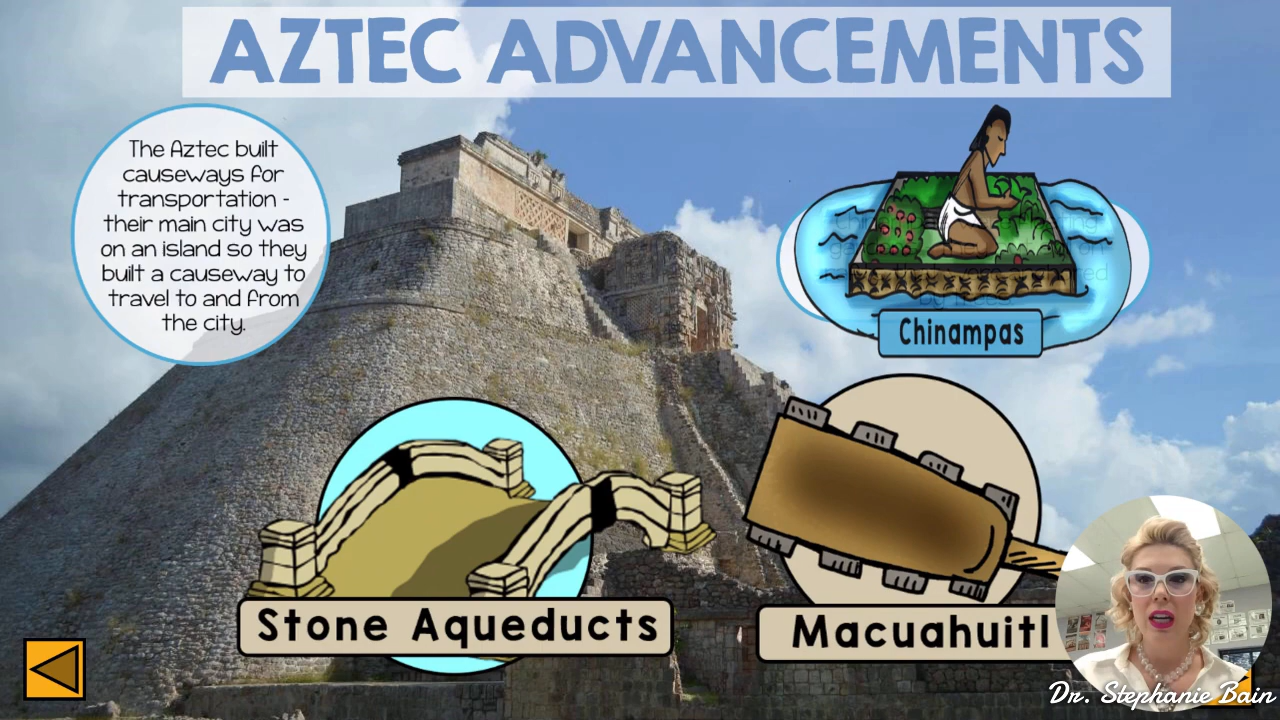 AZTEC ADVANCEMENTS
The Aztec built
causeways for
transportation -
their main city was
on an island so they
built a causeway to
travel to and from
the city.
Chinampas
Stone Aqueducts
Macuahuitl
Dr. Stephanie Bain